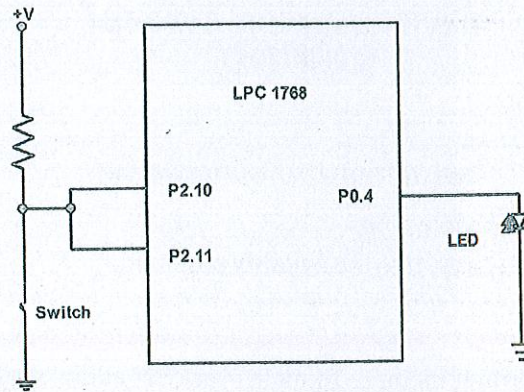 +V
LPC 1768
P2.10
P0.4
P2.11
LED
Switch